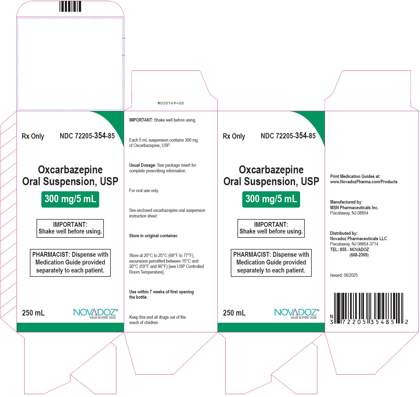 Rx Only NDC 72205-354-85
Oxcarbazepine
Oral Suspension, USP
300 mg/5 mL
IMPORTANT:
Shake well before using.
PHARMACIST: Dispense with
Medication Guide provided
separately to each patient.
250 mL
NOVADOZ
IMPORTANT: Shake well before using
Each 5 mL suspension contains 300 mg
of Oxcarbazepine, USP.
Usual Dosage: See package insert for
complete prescribing information.
For oral use only.
See enclosed oxcarbazepine oral suspension
instruction sheet
Store in original container.
Store at 20°C to 25°C (68°F to 77°F),
excursions permitted between 15°C and
30°C (59°F and 86°F) [see USP Controlled
Room Temperature].
Use within 7 weeks of first opening
the bottle.
Keep this and all drugs out of the
reach of children.
Rx Only NDC 72205-354-85
Oxcarbazepine
Oral Suspension, USP
300 mg/5 mL
IMPORTANT:
Shake well before using.
PHARMACIST: Dispense with
Medication Guide provided
separately to each patient.
250 mL
NOVADOZ
Print Medication Guides at:
www.NovadozPharma.com/Products
Manufactured by:
MSN Pharmaceuticals Inc.
Piscataway, NJ 08854
Distributed by:
Novadoz Pharmaceuticals LLC
Piscataway, NJ 08854-3714
Issued: 06/2025
N
3 72205 35485 2